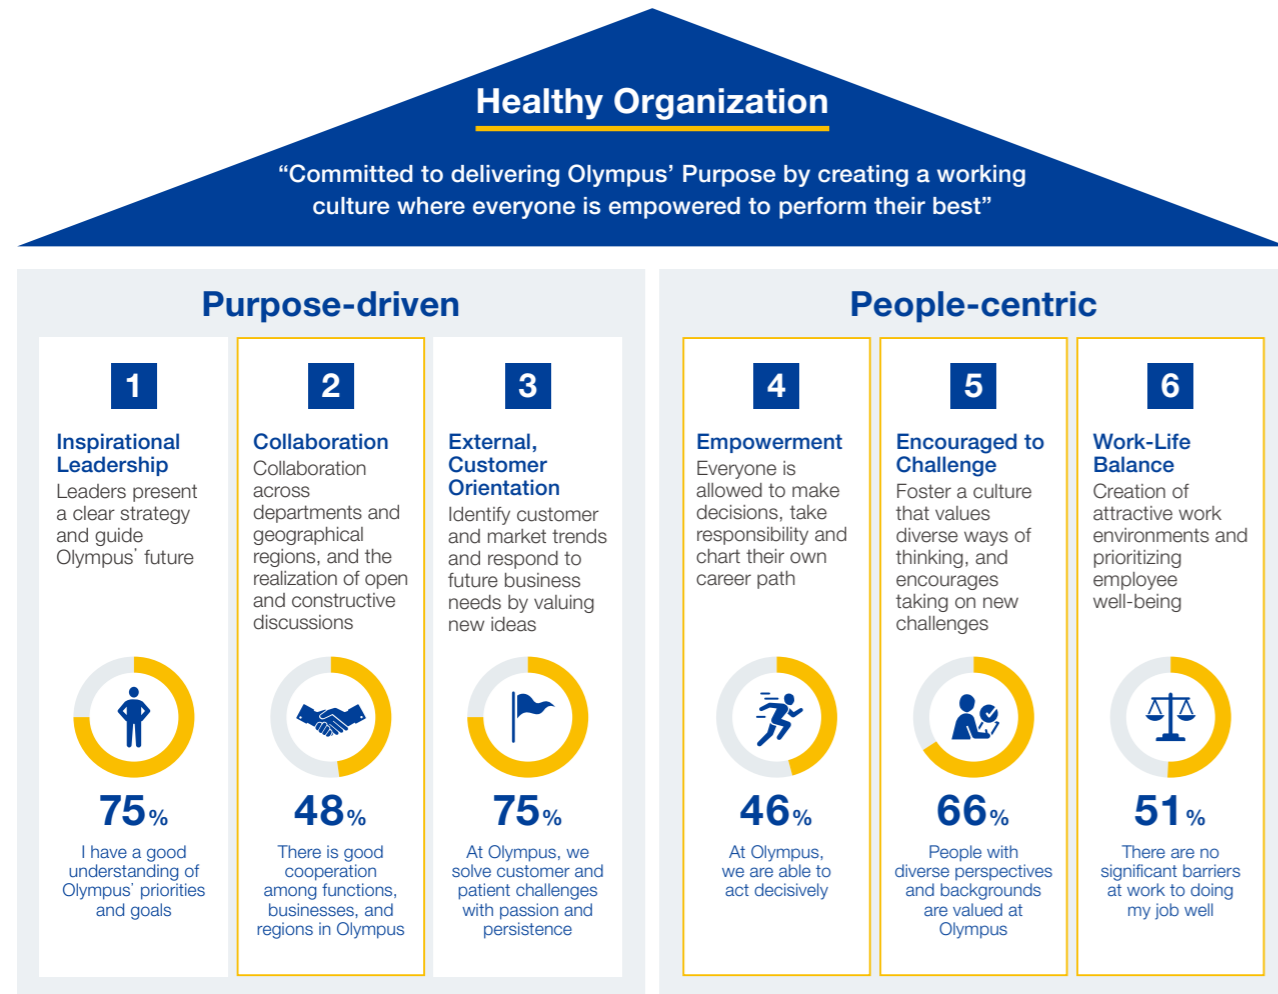 Healthy Organization
“Committed to delivering Olympus’ Purpose by creating a working
culture where everyone is empowered to perform their best”
Purpose-driven
1
Inspirational
Leadership
Leaders present
a clear strategy
and guide
Olympus’ future
75%
I have a good
understanding of
Olympus’ priorities
and goals
2
Collaboration
Collaboration
across
departments and
geographical
regions, and the
realization of open
and constructive
discussions
48%
There is good
cooperation
among functions,
businesses, and
regions in Olympus
3
External,
Customer
Orientation
Identify customer
and market trends
and respond to
future business
needs by valuing
new ideas
75%
At Olympus, we
solve customer and
patient challenges
with passion and
persistence
People-centric
4
Empowerment
Everyone is
allowed to make
decisions, take
responsibility and
chart their own
career path
46%
At Olympus,
we are able to
act decisively
5
Encouraged to
Challenge
Foster a culture
that values
diverse ways of
thinking, and
encourages
taking on new
challenges
66%
People with
diverse perspectives
and backgrounds
are valued at
Olympus
6
Work-Life
Balance
Creation of
attractive work
environments and
prioritizing
employee
well-being
51%
There are no
significant barriers
at work to doing
my job well